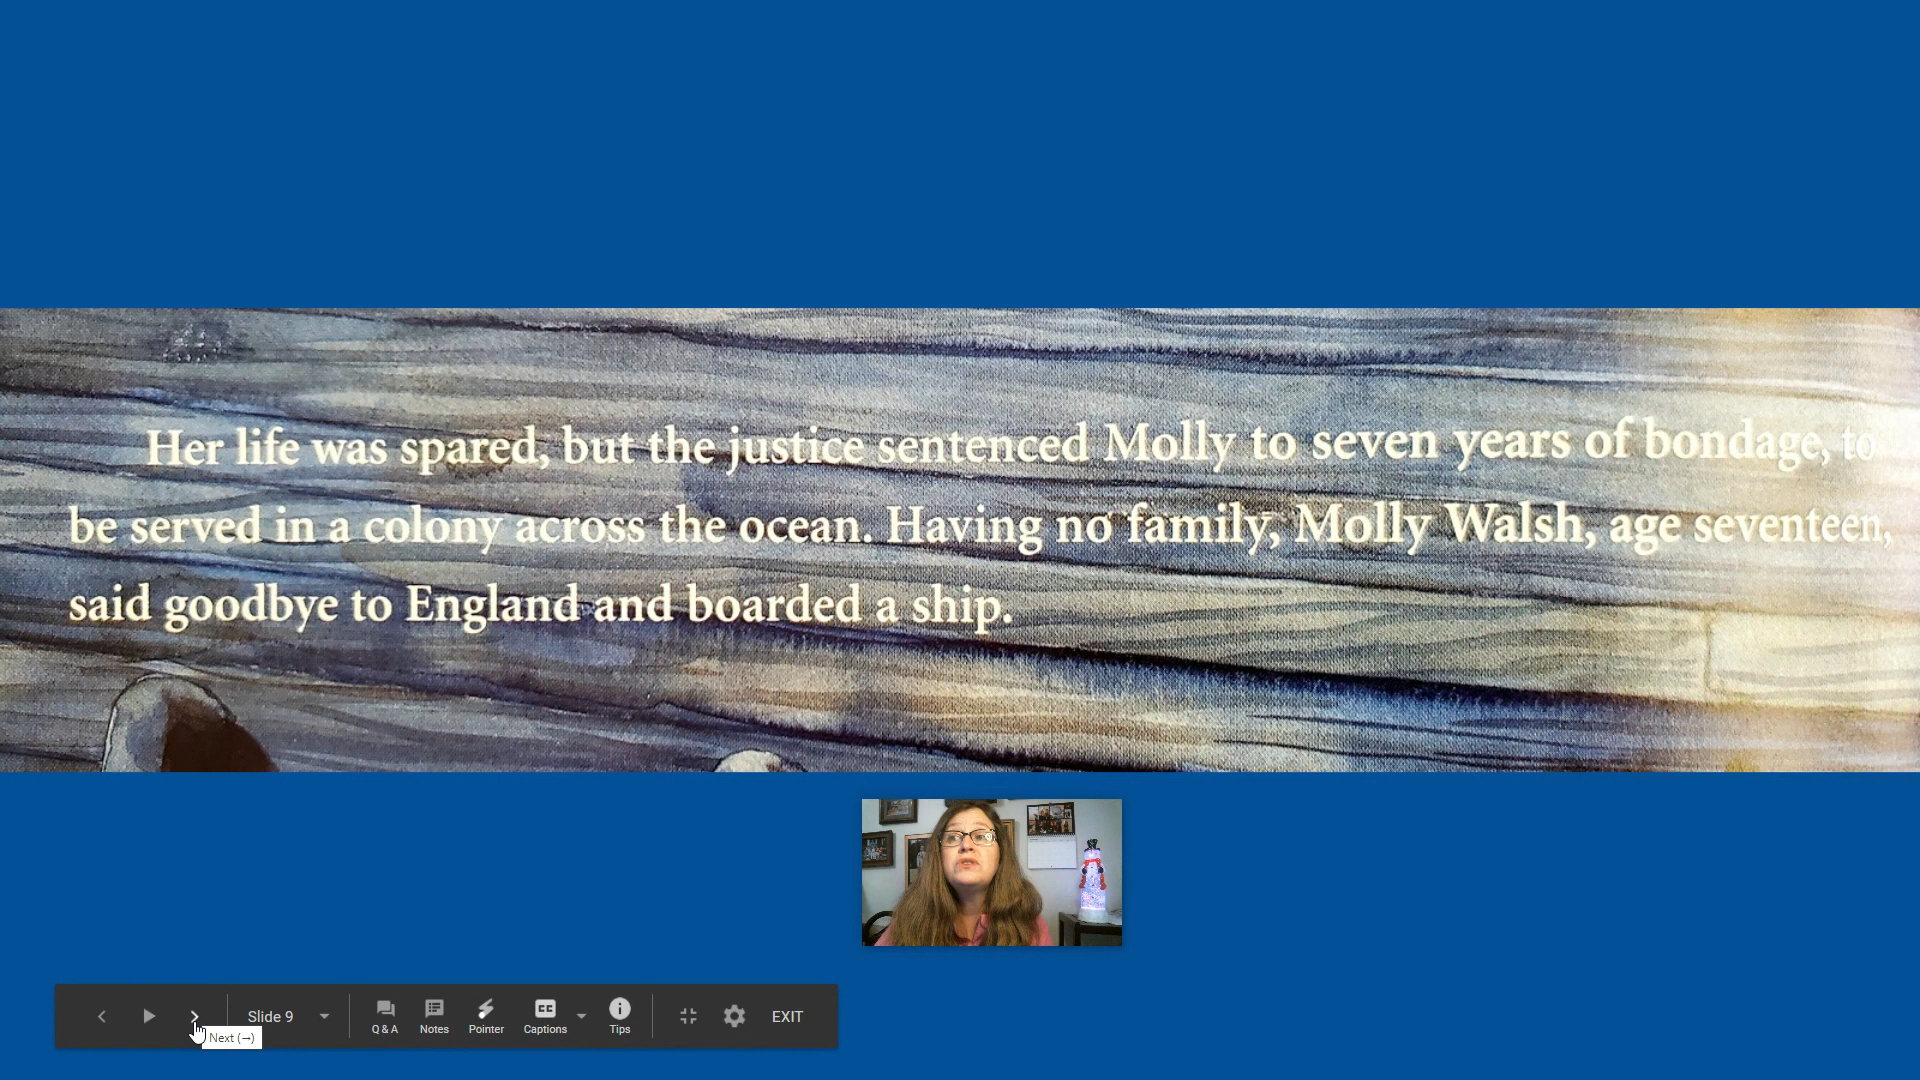 Her life was spared, but the justice sentenced Molly to seven years of bondage, to
be served in a colony across the ocean. Having no family, Molly Walsh, age seventeen,
said goodbye to England and boarded a ship.
Slide 9
Q & A
Notes
Pointer
Captions
CC
Tips
EXIT
Next (→)